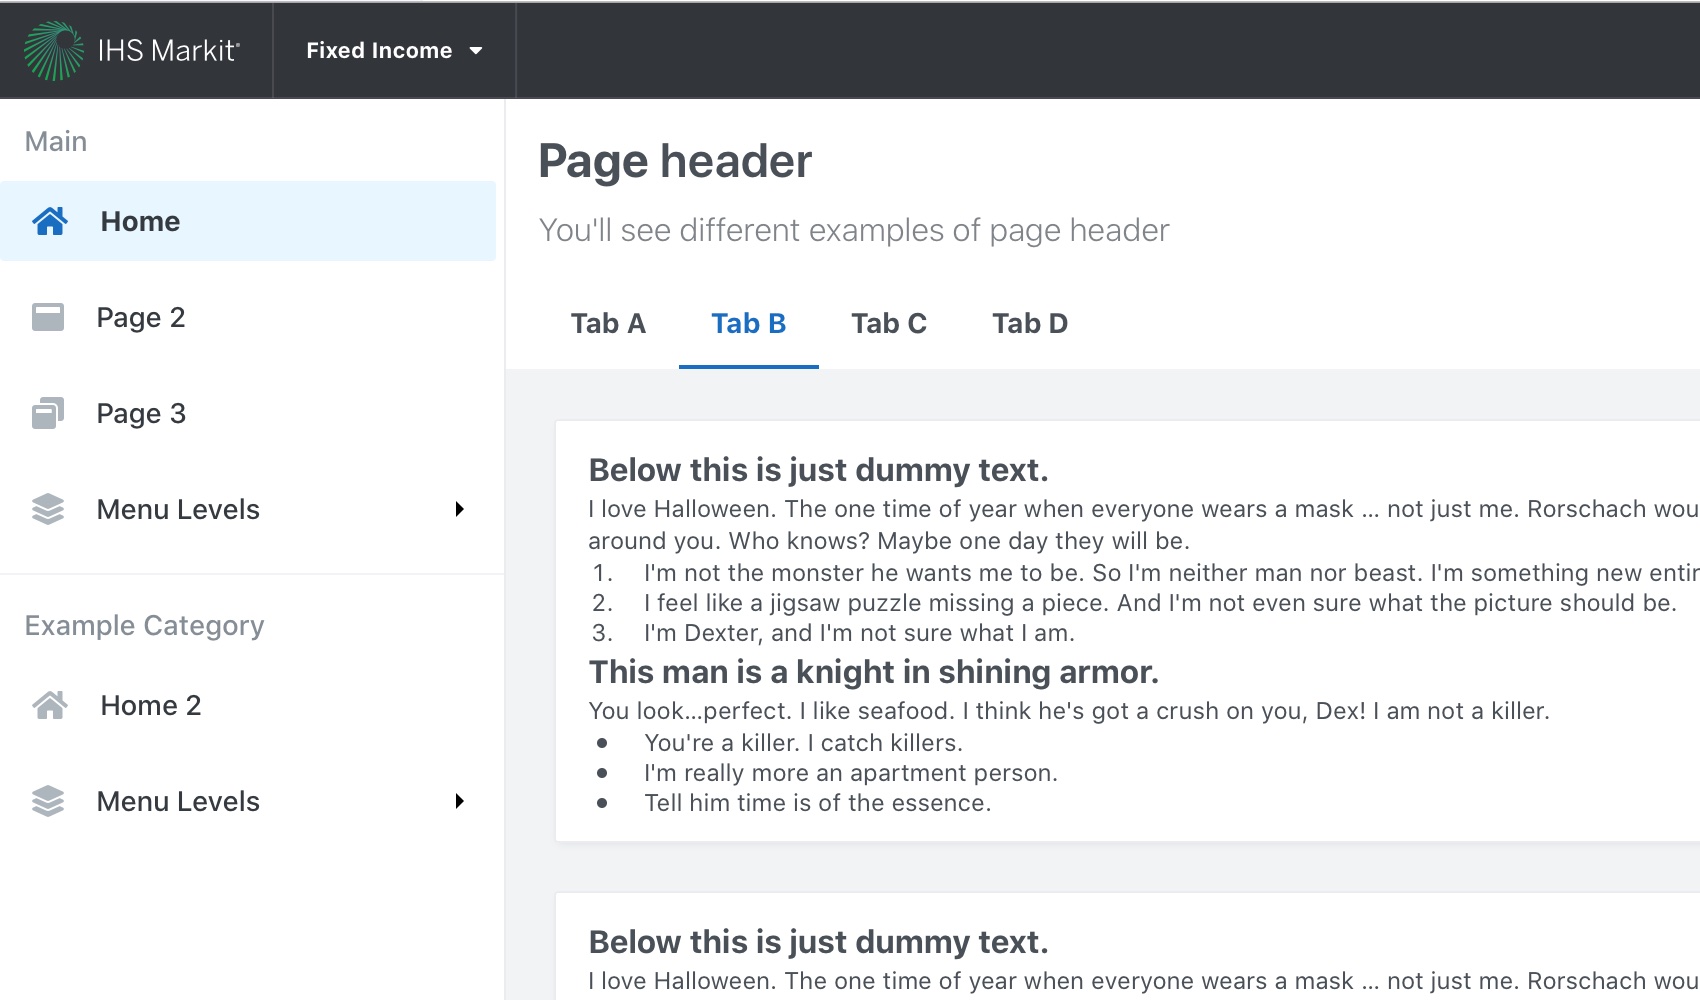 IHS Markit®
Fixed Income
Main
Home
Page 2
Page 3
Menu Levels
Example Category
Home 2
Menu Levels
Page header
You'll see different examples of page header
Tab A Tab B Tab C Tab D
Below this is just dummy text.
I love Halloween. The one time of year when everyone wears a mask ... not just me. Rorschach
around you. Who knows? Maybe one day they will be.
1. I'm not the monster he wants me to be. So I'm neither man nor beast. I'm something new
2. I feel like a jigsaw puzzle missing a piece. And I'm not even sure what the picture should be.
3. I'm Dexter, and I'm not sure what I am.
This man is a knight in shining armor.
You look...perfect. I like seafood. I think he's got a crush on you, Dex! I am not a killer.
• You're a killer. I catch killers.
• I'm really more an apartment person.
• Tell him time is of the essence.
Below this is just dummy text.
I love Halloween. The one time of year when everyone wears a mask ... not just me. Rorschach